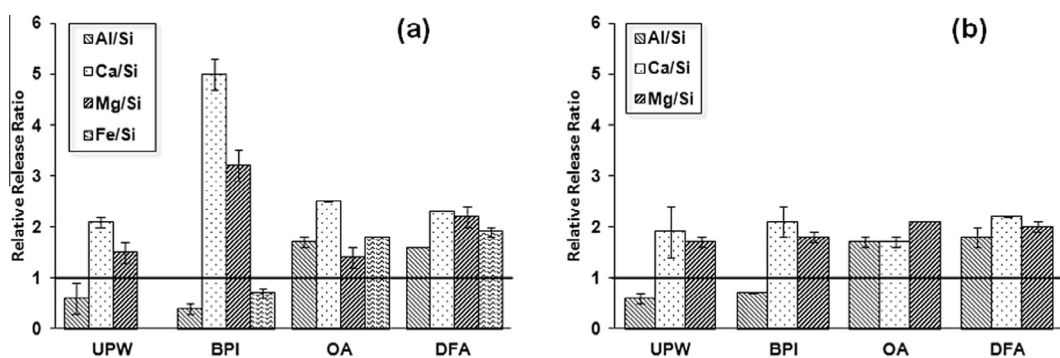 (a)
Relative Release Ratio
6
5
4
3
2
1
0
Al/Si
Ca/Si
Mg/Si
Fe/Si
UPW BPI OA DFA
(b)
Relative Release Ratio
6
5
4
3
2
1
0
Al/Si
Ca/Si
Mg/Si
UPW BPI OA DFA